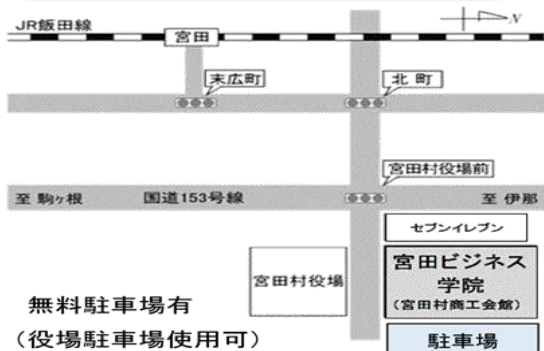 JR飯田線
N
宮田
末広町
北町
宮田村役場前
至 駒ヶ根
国道153号線
至 伊那
セブンイレブン
宮田村役場
宮田ビジネス
学院
(宮田村商工会館)
無料駐車場有
(役場駐車場使用可)
駐車場